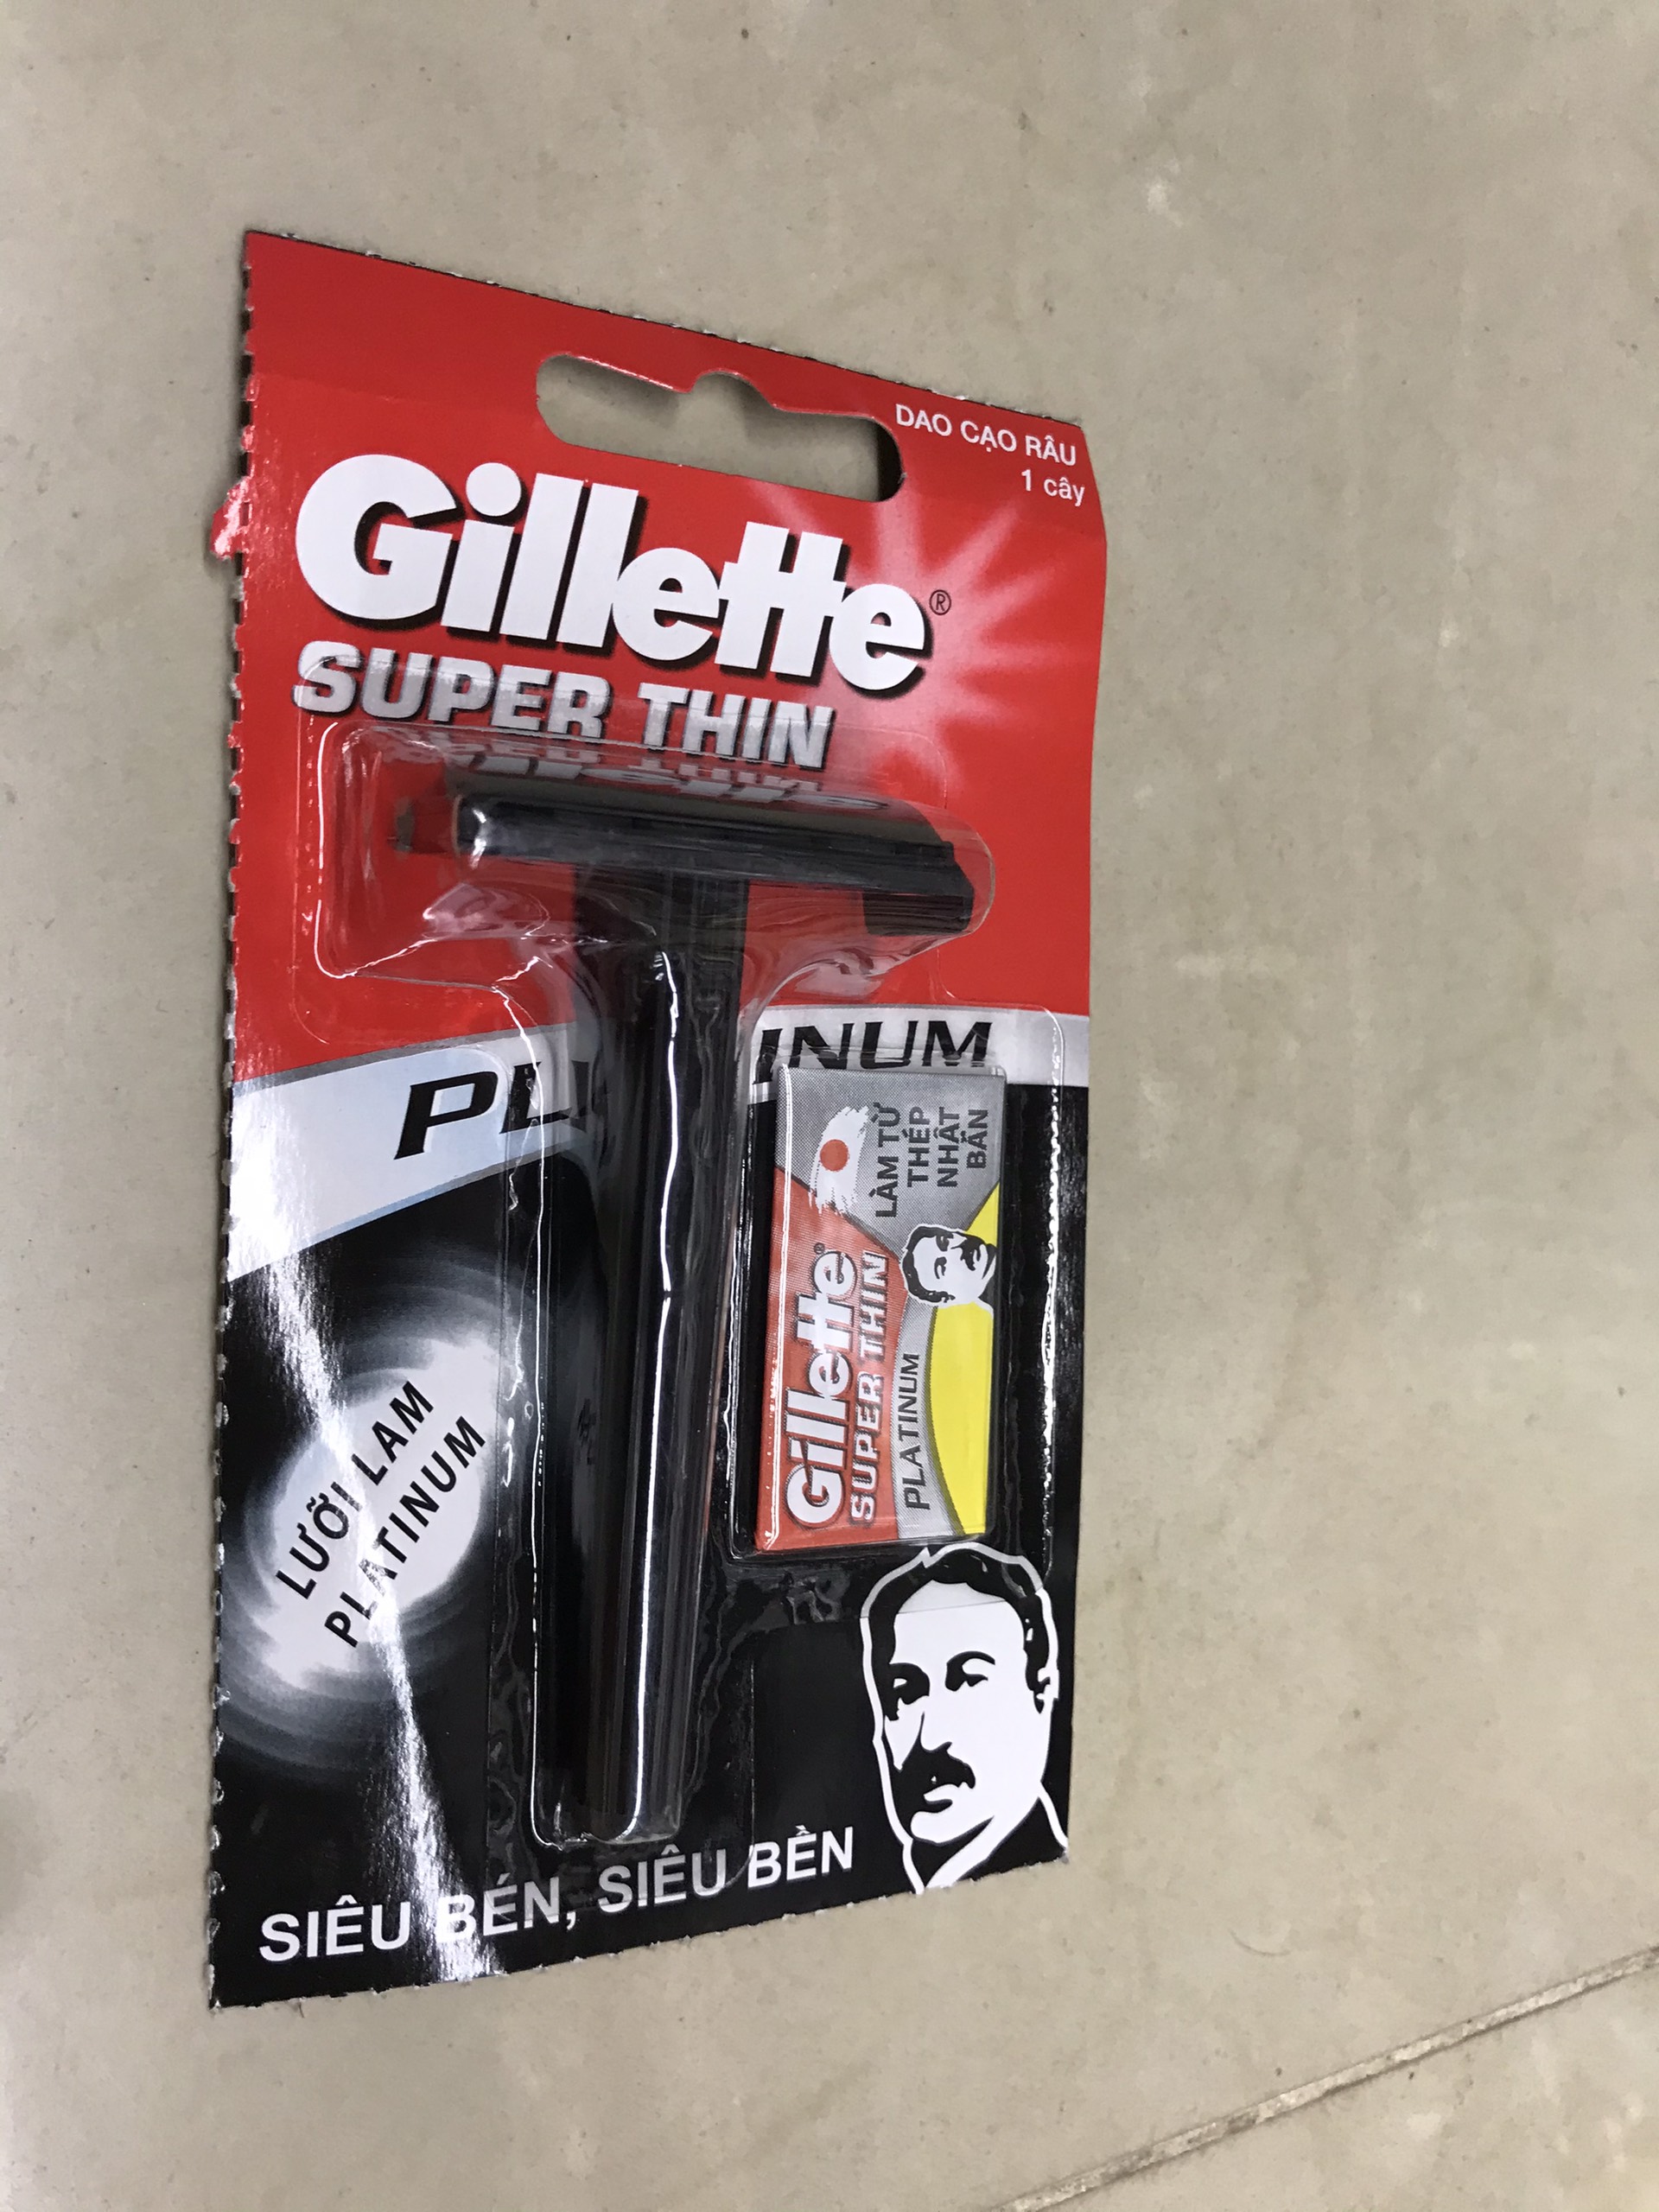 DAO CẠO RÂU
1 cây
Gillette®
SUPER THIN
LÀM TỪ
THÉP
NHẬT
BẢN
Gillette®
SUPER THIN
PLATINUM
LƯỠI LAM
PLATINUM
SIÊU BÉN, SIÊU BỀN